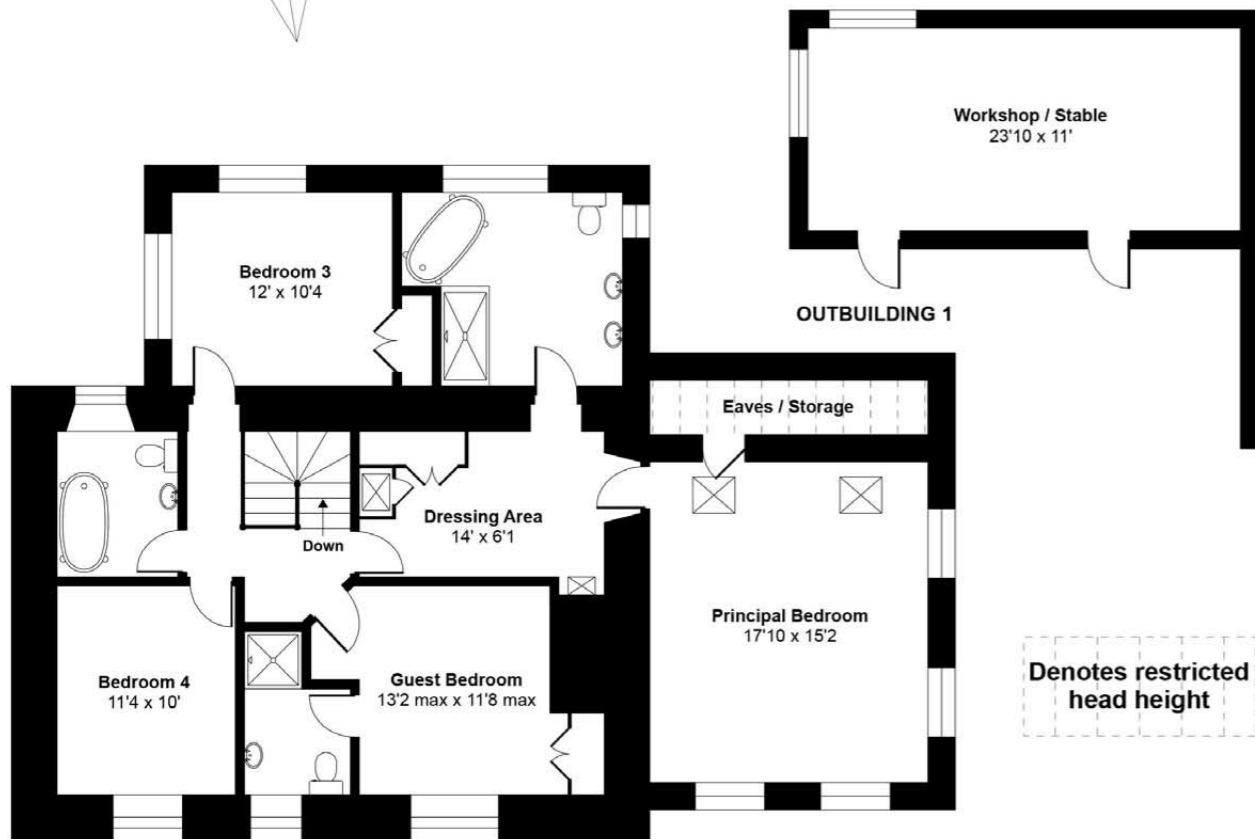 Workshop / Stable
23'10 x 11'
Bedroom 3
12' x 10'4
OUTBUILDING 1
Eaves / Storage
Dressing Area
14' x 6'1
Down
Principal Bedroom
17'10 x 15'2
Bedroom 4
11'4 x 10'
Guest Bedroom
13'2 max x 11'8 max
Denotes restricted
head height